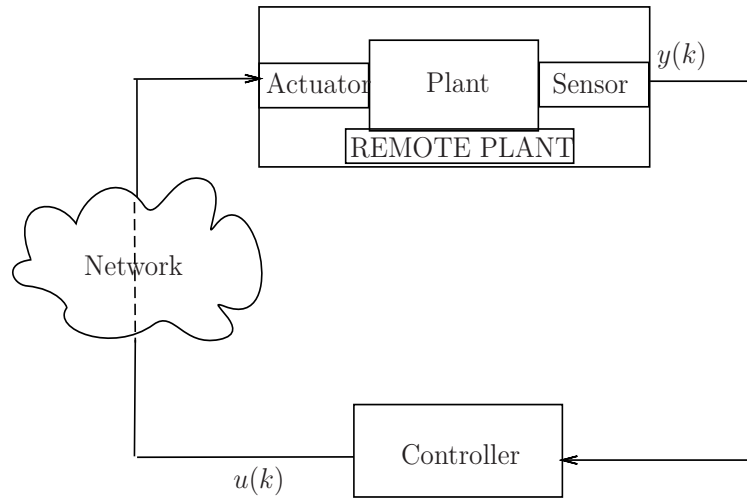 y(k)
Actuator
Plant
Sensor
REMOTE PLANT
Network
Controller
u(k)